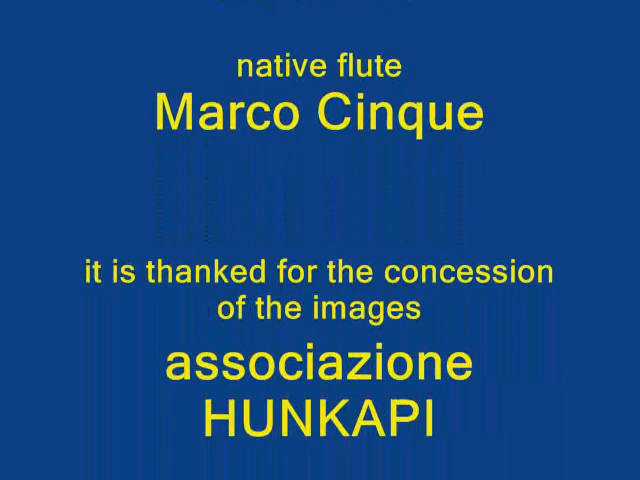 native flute
Marco Cinque
it is thanked for the concession
of the images
associazione
HUNKAPI